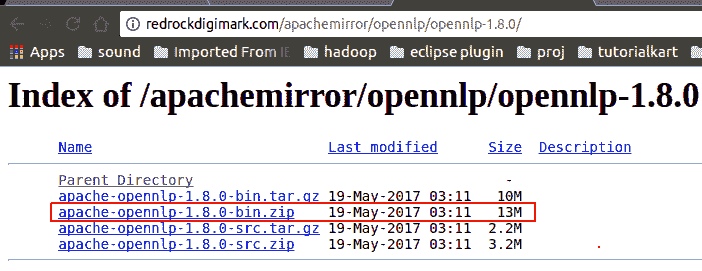 redrockdigimark.com/apachemirror/opennlp/opennlp-1.8.0/
Apps sound Imported From IE hadoop eclipse plugin proj tutorialkart
Index of /apachemirror/opennlp/opennlp-1.8.0
Name Last modified Size Description
Parent Directory -
apache-opennlp-1.8.0-bin.tar.gz 19-May-2017 03:11 10M
apache-opennlp-1.8.0-bin.zip 19-May-2017 03:11 13M
apache-opennlp-1.8.0-src.tar.gz 19-May-2017 03:11 2.2M
apache-opennlp-1.8.0-src.zip 19-May-2017 03:11 3.2M